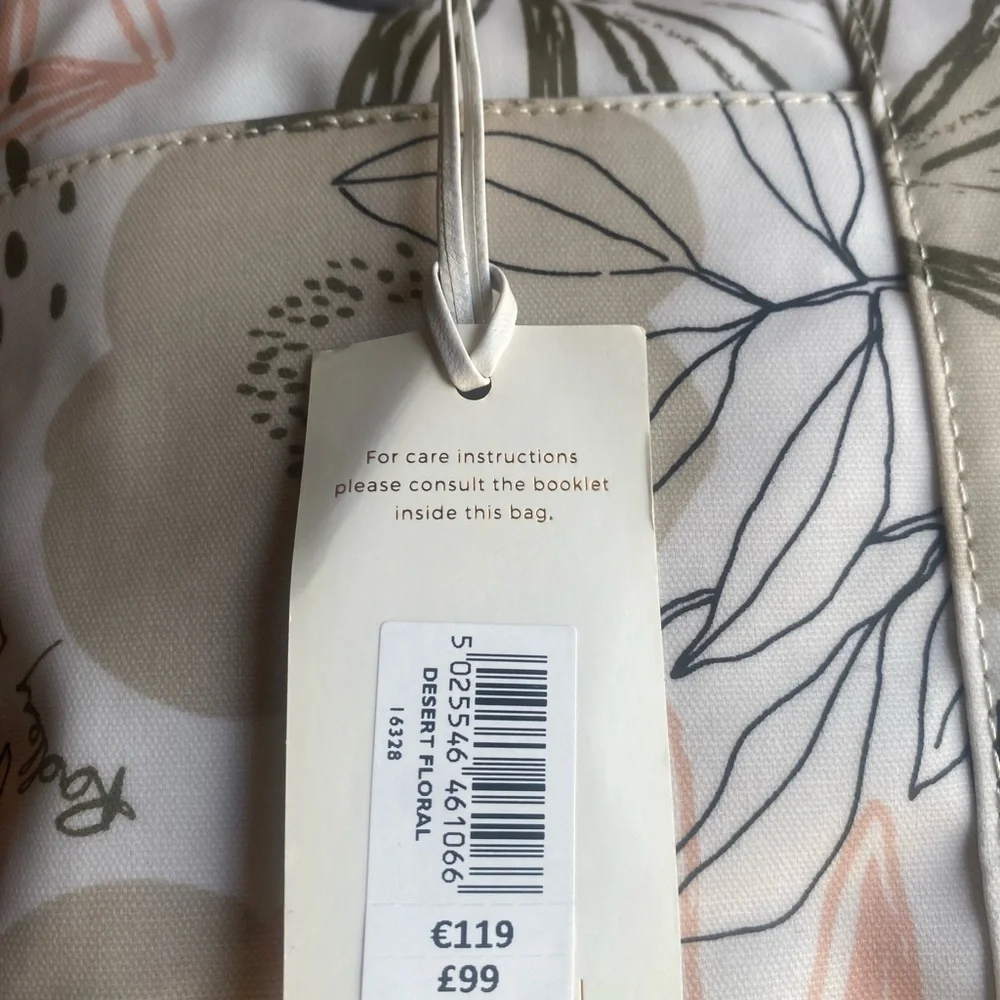 For care instructions
please consult the booklet
inside this bag.
5 025546 461066
DESERT FLORAL
16328
€119
£99